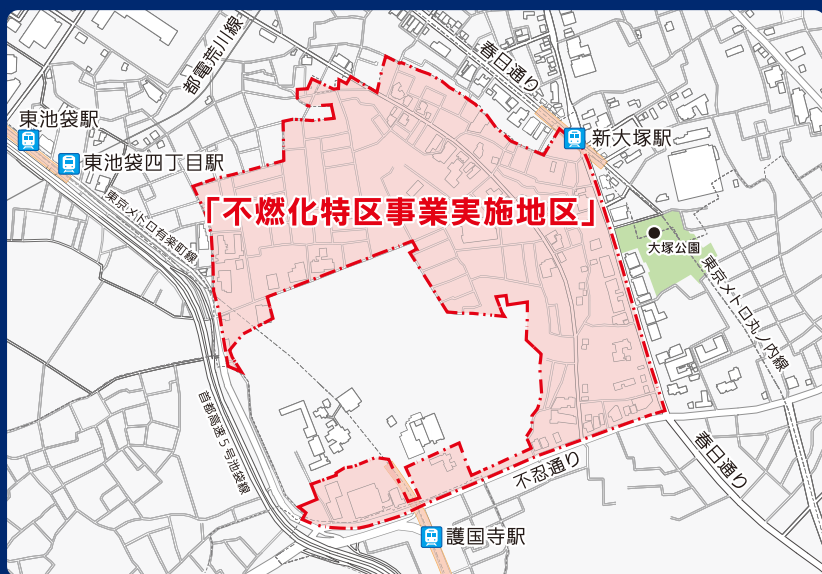 都電荒川線
春日通り
東池袋駅
新大塚駅
東池袋四丁目駅
東京メトロ有楽町線
「不燃化特区事業実施地区」
大塚公園
東京メトロ丸ノ内線
首都高速5号池袋線
春日通り
不忍通り
護国寺駅